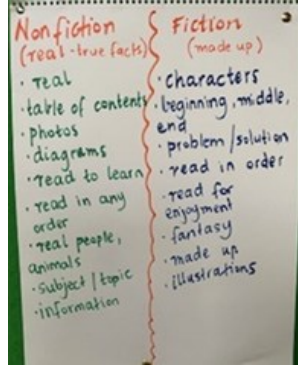 Nonfiction
(real-true facts)
· real
· table of contents
· photos
· diagrams
· read to learn
· read in any
order
· real people,
animals
· subject/topic
· information
Fiction
(made up)
· characters
· beginning, middle,
end
· problem/solution
· read in order
· read for
enjoyment
· fantasy
· made up
· illustrations